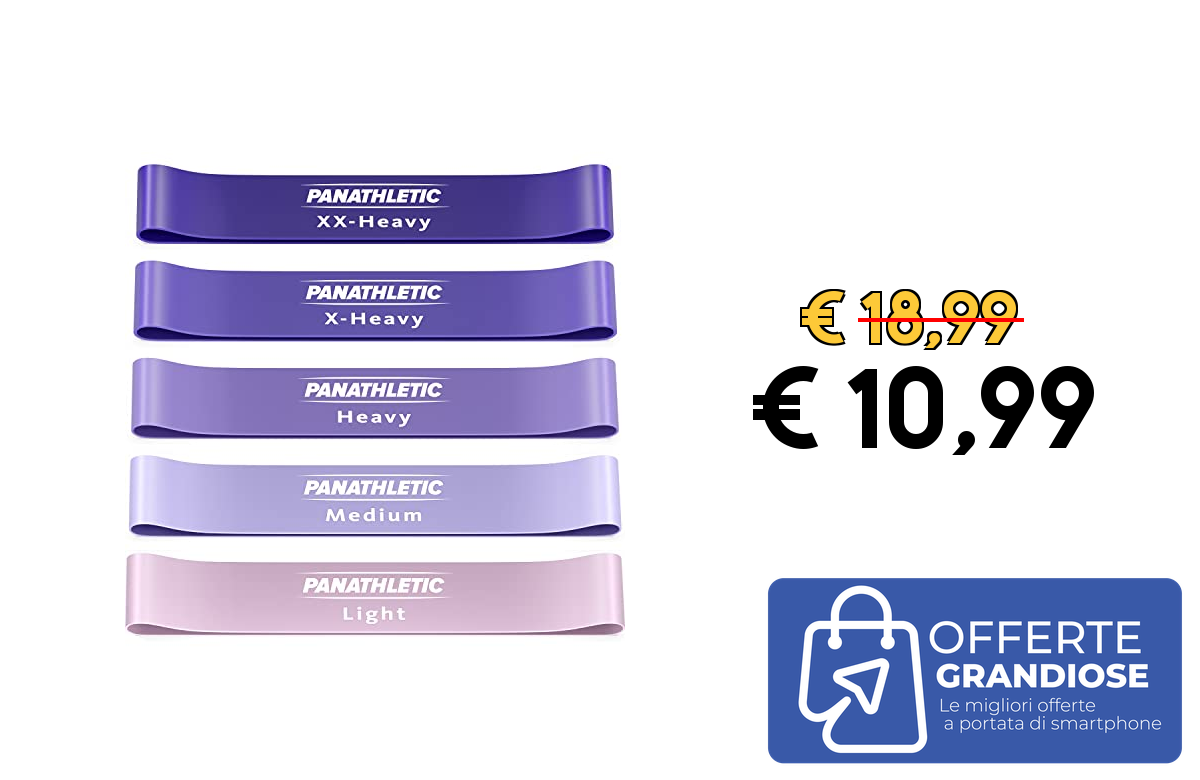 PANATHLETIC
XX-Heavy
PANATHLETIC
X-Heavy
PANATHLETIC
Heavy
PANATHLETIC
Medium
PANATHLETIC
Light
€ 18,99
€ 10,99
OFFERTE
GRANDIOSE
Le migliori offerte
a portata di smartphone